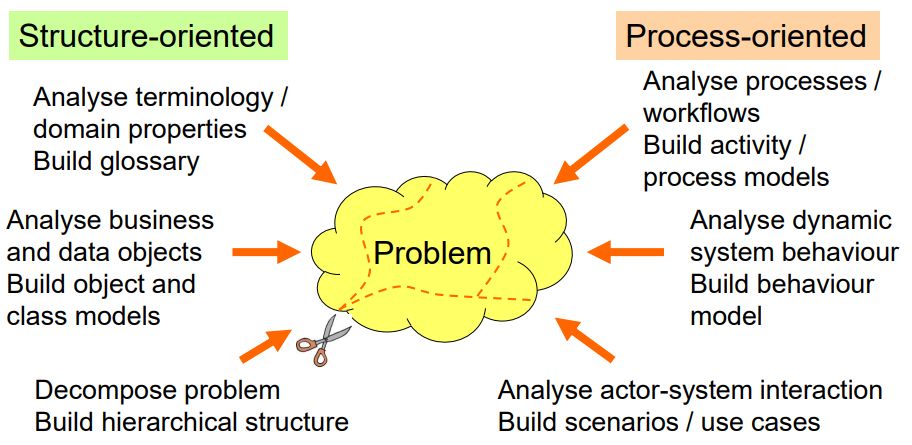 Structure-oriented
Process-oriented
Analyse terminology /
domain properties
Build glossary
Analyse processes /
workflows
Build activity /
process models
Analyse business
and data objects
Build object and
class models
Problem
Analyse dynamic
system behaviour
Build behaviour
model
Decompose problem
Build hierarchical structure
Analyse actor-system interaction
Build scenarios / use cases